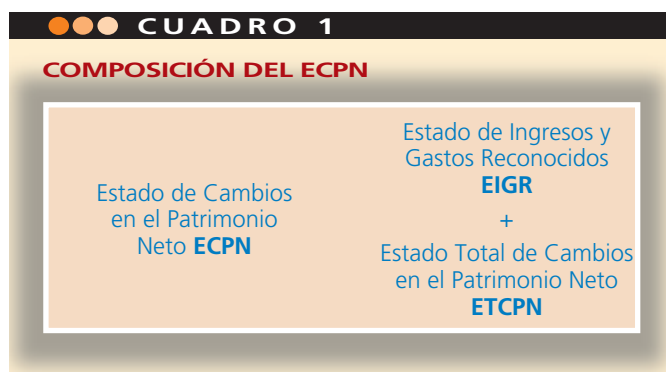 CUADRO 1
COMPOSICIÓN DEL ECPN
Estado de Cambios
en el Patrimonio
Neto ECPN
Estado de Ingresos y
Gastos Reconocidos
EIGR
+
Estado Total de Cambios
en el Patrimonio Neto
ETCPN